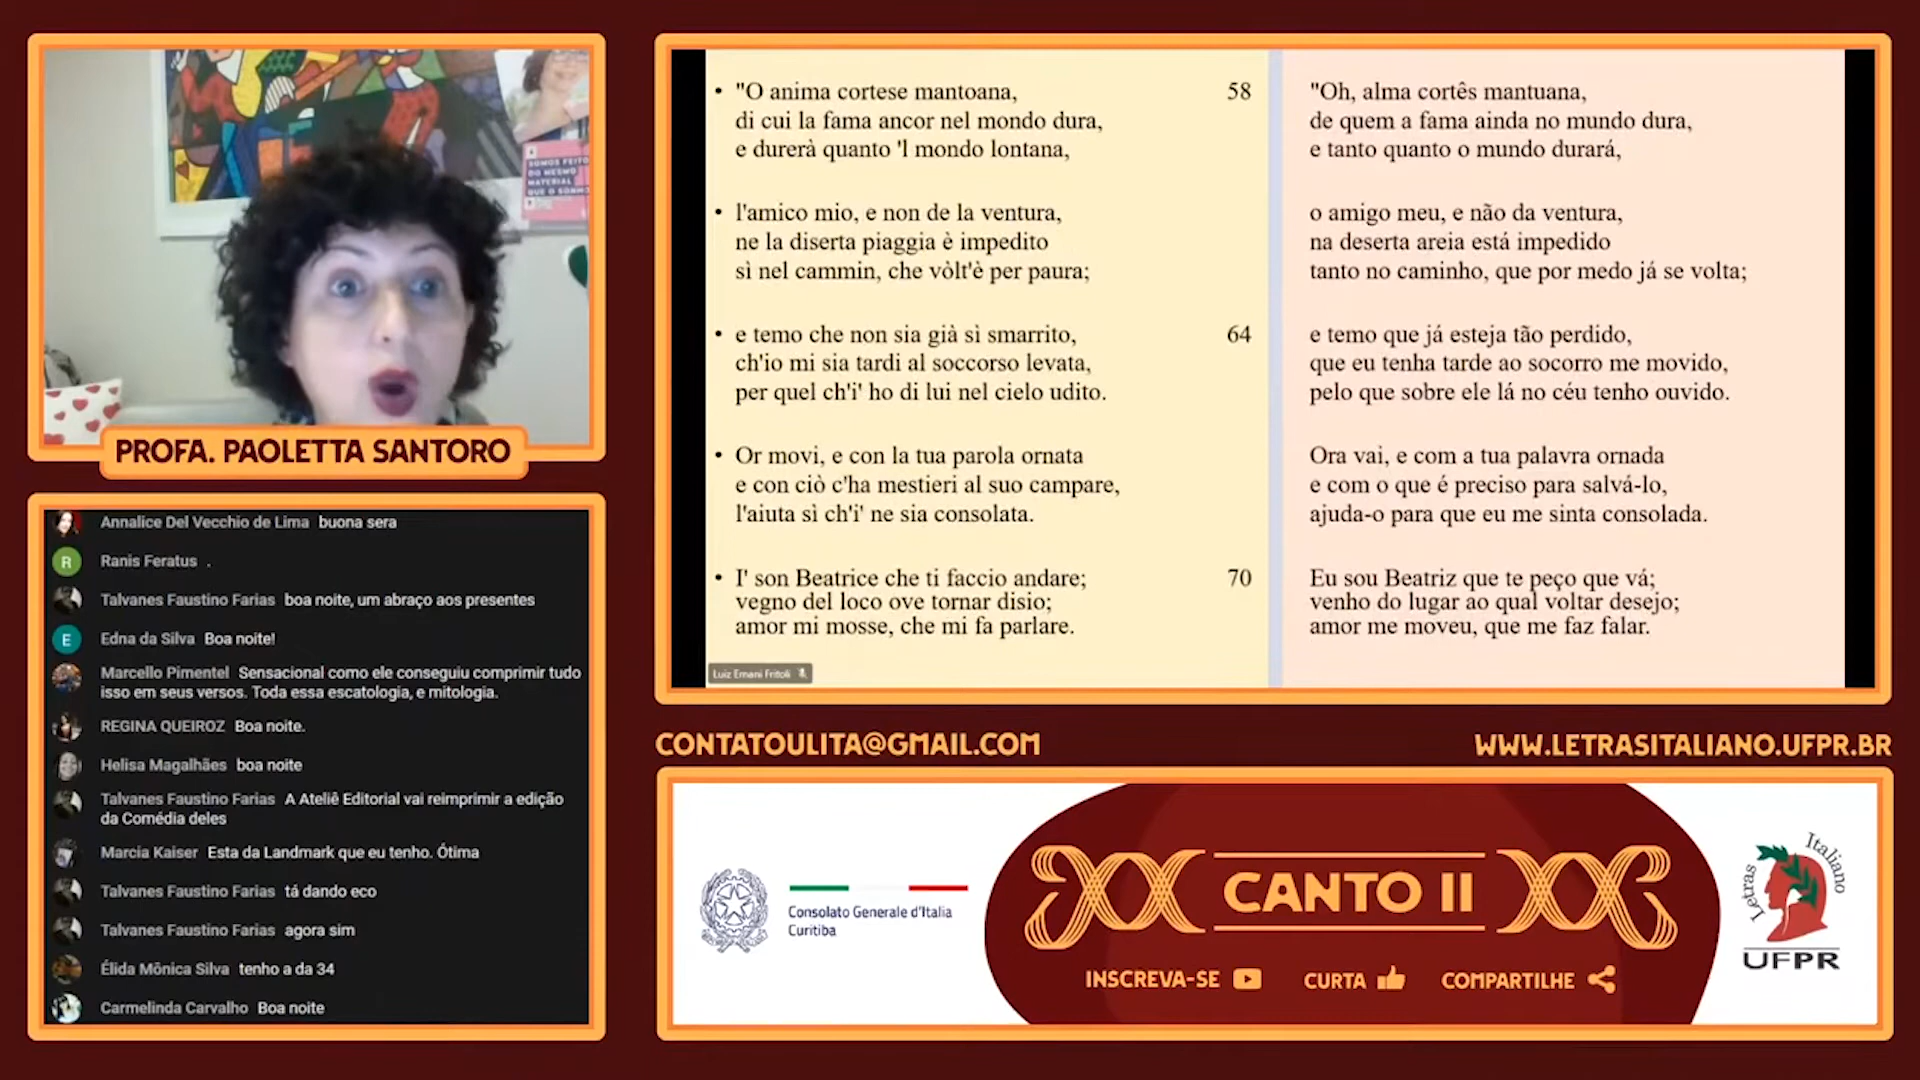 SOMOS FEITO
DO MESMO
MATERIAL
QUE O SONHO
PROFA. PAOLETTA SANTORO
Annalice Del Vecchio de Lima buona sera
R
Ranis Feratus .
Talvanes Faustino Farias boa noite, um abraço aos presentes
E
Edna da Silva Boa noite!
Marcello Pimentel Sensacional como ele conseguiu comprimir tudo
isso em seus versos. Toda essa escatologia, e mitologia.
REGINA QUEIROZ Boa noite.
Helisa Magalhães boa noite
Talvanes Faustino Farias A Ateliê Editorial vai reimprimir a edição
da Comédia deles
Marcia Kaiser Esta da Landmark que eu tenho. Ótima
Talvanes Faustino Farias tá dando eco
Talvanes Faustino Farias agora sim
Élida Mônica Silva tenho a da 34
Carmelinda Carvalho Boa noite
• "O anima cortese mantoana, 58
di cui la fama ancor nel mondo dura,
e durerà quanto 'l mondo lontana,
• l'amico mio, e non de la ventura,
ne la diserta piaggia è impedito
sì nel cammin, che vòlt'è per paura;
• e temo che non sia già sì smarrito, 64
ch'io mi sia tardi al soccorso levata,
per quel ch'i' ho di lui nel cielo udito.
• Or movi, e con la tua parola ornata
e con ciò c'ha mestieri al suo campare,
l'aiuta sì ch'i' ne sia consolata.
• I' son Beatrice che ti faccio andare; 70
vegno del loco ove tornar disio;
amor mi mosse, che mi fa parlare.
Luiz Ernani Fritoli
"Oh, alma cortês mantuana,
de quem a fama ainda no mundo dura,
e tanto quanto o mundo durará,
o amigo meu, e não da ventura,
na deserta areia está impedido
tanto no caminho, que por medo já se volta;
e temo que já esteja tão perdido,
que eu tenha tarde ao socorro me movido,
pelo que sobre ele lá no céu tenho ouvido.
Ora vai, e com a tua palavra ornada
e com o que é preciso para salvá-lo,
ajuda-o para que eu me sinta consolada.
Eu sou Beatriz que te peço que vá;
venho do lugar ao qual voltar desejo;
amor me moveu, que me faz falar.
CONTATOULITA@GMAIL.COM
WWW.LETRASITALIANO.UFPR.BR
Consolato Generale d'Italia
Curitiba
CANTO II
INSCREVA-SE
CURTA
COMPARTILHE
Letras Italiano
UFPR